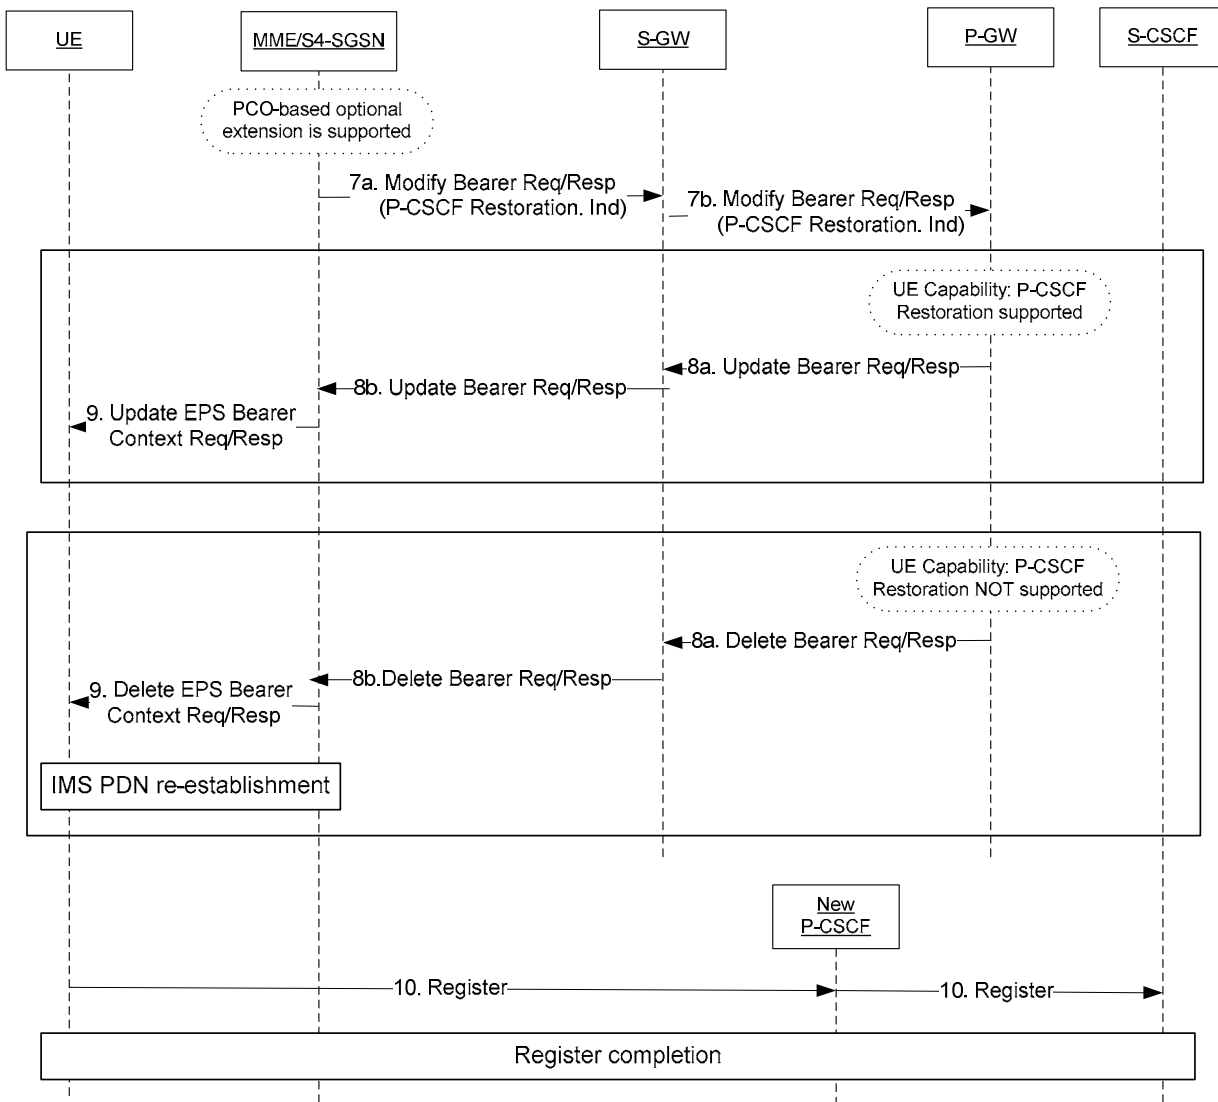 UE
MME/S4-SGSN
S-GW
P-GW
S-CSCF
PCO-based optional
extension is supported
7a. Modify Bearer Req/Resp
(P-CSCF Restoration. Ind)
7b. Modify Bearer Req/Resp
(P-CSCF Restoration. Ind)
UE Capability: P-CSCF
Restoration supported
8a. Update Bearer Req/Resp
8b. Update Bearer Req/Resp
9. Update EPS Bearer
Context Req/Resp
UE Capability: P-CSCF
Restoration NOT supported
8a. Delete Bearer Req/Resp
8b.Delete Bearer Req/Resp
9. Delete EPS Bearer
Context Req/Resp
IMS PDN re-establishment
New
P-CSCF
10. Register
10. Register
Register completion